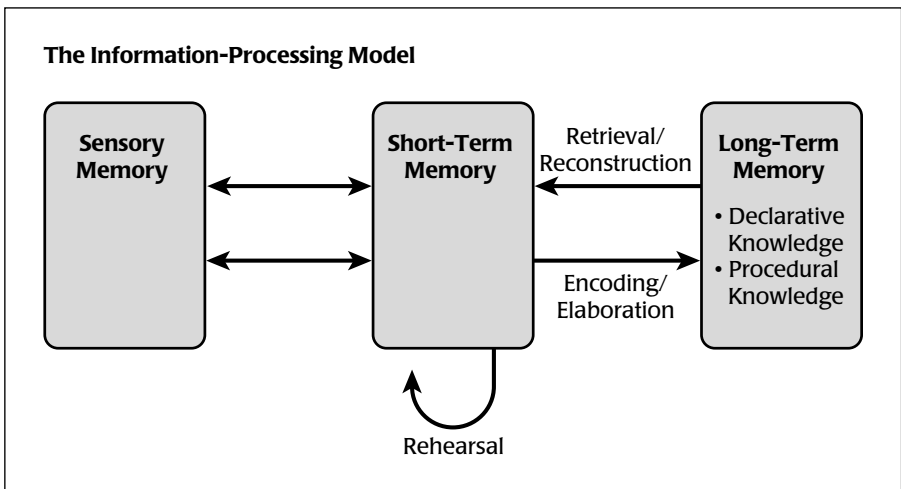 The Information-Processing Model
Sensory
Memory
Short-Term
Memory
Retrieval/
Reconstruction
Encoding/
Elaboration
Long-Term
Memory
• Declarative
Knowledge
• Procedural
Knowledge
Rehearsal